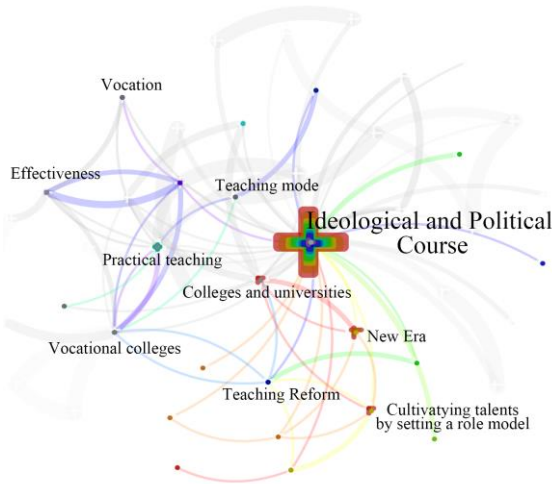 Vocation
Effectiveness
Teaching mode
Ideological and Political
Course
Practical teaching
Colleges and universities
New Era
Vocational colleges
Teaching Reform
Cultivatying talents
by setting a role model